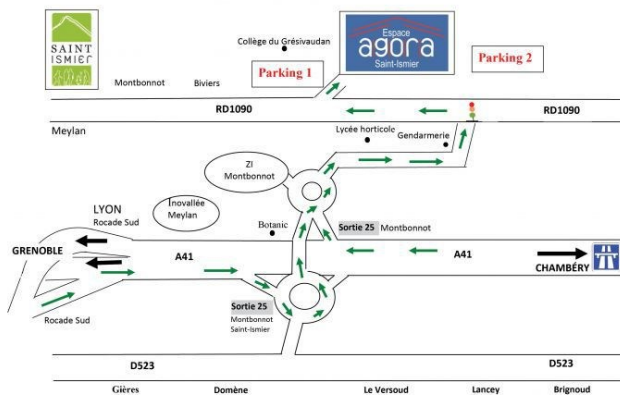 SAINT
ISMIER
Collège du Grésivaudan
Espace
agora
Saint-Ismier
Parking 1
Parking 2
Montbonnot
Biviers
RD1090
RD1090
Meylan
Lycée horticole
Gendarmerie
ZI
Montbonnot
Inovallée
Meylan
LYON
Rocade Sud
Botanic
Sortie 25 Montbonnot
GRENOBLE
A41
A41
CHAMBÉRY
Rocade Sud
Sortie 25
Montbonnot
Saint-Ismier
D523
D523
Gières
Domène
Le Versoud
Lancey
Brignoud